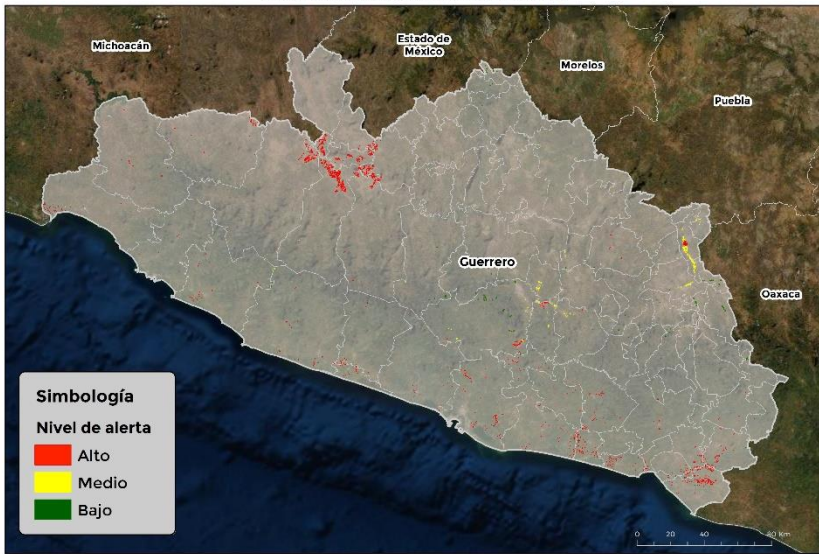 Michoacán
Estado de
México
Morelos
Puebla
Guerrero
Oaxaca
Simbología
Nivel de alerta
Alto
Medio
Bajo
0 20 40 80 Km